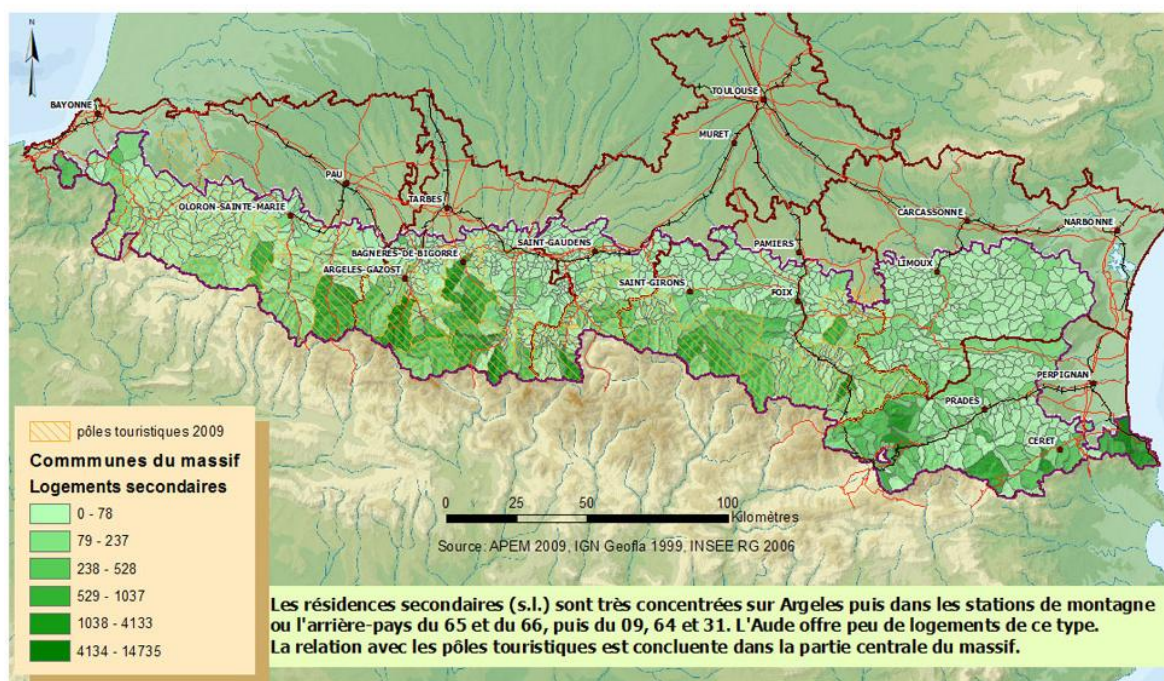 N
BAYONNE
TOULOUSE
MURET
PAU
TARBES
OLORON-SAINTE-MARIE
CARCASSONNE
NARBONNE
SAINT-GAUDENS
PAMIERS
BAGNERES-DE-BIGORRE
LIMOUX
ARGELES-GAZOST
SAINT-GIRONS
FOIX
PERPIGNAN
PRADES
CERET
pôles touristiques 2009
Commmunes du massif
Logements secondaires
0 - 78
79 - 237
238 - 528
529 - 1037
1038 - 4133
4134 - 14735
0 25 50 100
Kilomètres
Source: APEM 2009, IGN Geofla 1999, INSEE RG 2006
Les résidences secondaires (s.l.) sont très concentrées sur Argeles puis dans les stations de montagne
ou l'arrière-pays du 65 et du 66, puis du 09, 64 et 31. L'Aude offre peu de logements de ce type.
La relation avec les pôles touristiques est concluente dans la partie centrale du massif.